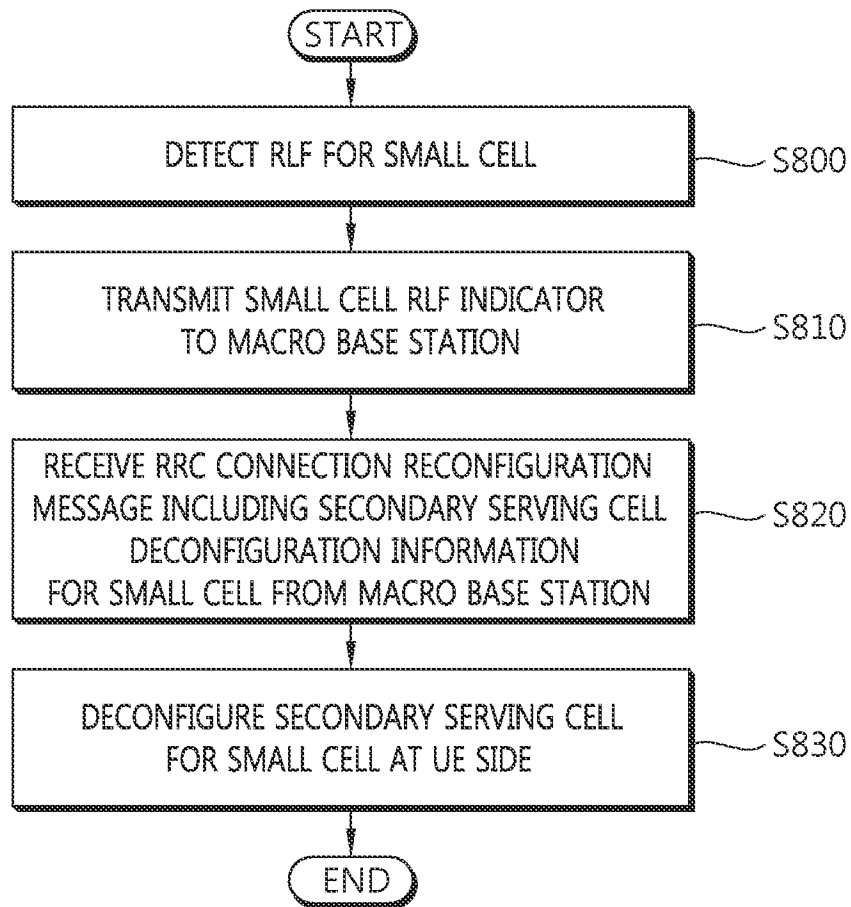 START
DETECT RLF FOR SMALL CELL
S800
TRANSMIT SMALL CELL RLF INDICATOR
TO MACRO BASE STATION
S810
RECEIVE RRC CONNECTION RECONFIGURATION
MESSAGE INCLUDING SECONDARY SERVING CELL
DECONFIGURATION INFORMATION
FOR SMALL CELL FROM MACRO BASE STATION
S820
DECONFIGURE SECONDARY SERVING CELL
FOR SMALL CELL AT UE SIDE
S830
END